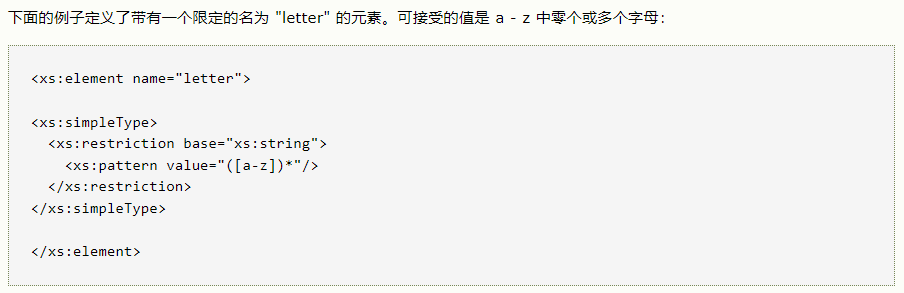 下面的例子定义了带有一个限定的名为 "letter" 的元素。可接受的值是 a - z 中零个或多个字母：
<xs:element name="letter">
<xs:simpleType>
  <xs:restriction base="xs:string">
    <xs:pattern value="([a-z])*"/>
  </xs:restriction>
</xs:simpleType>
</xs:element>